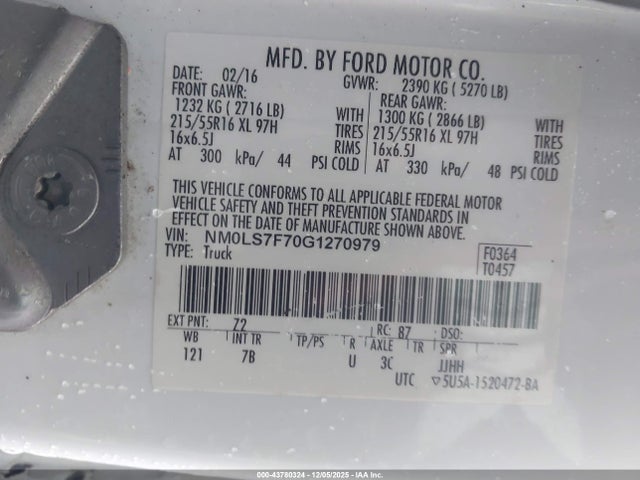 MFD. BY FORD MOTOR CO.
DATE: 02/16 GVWR: 2390 KG ( 5270 LB)
FRONT GAWR: REAR GAWR:
1232 KG ( 2716 LB) WITH 1300 KG ( 2866 LB) WITH
215/55R16 XL 97H TIRES 215/55R16 XL 97H TIRES
16x6.5J RIMS 16x6.5J RIMS
AT 300 kPa/ 44 PSI COLD AT 330 kPa/ 48 PSI COLD
THIS VEHICLE CONFORMS TO ALL APPLICABLE FEDERAL MOTOR
VEHICLE SAFETY AND THEFT PREVENTION STANDARDS IN
EFFECT ON THE DATE OF MANUFACTURE SHOWN ABOVE.
VIN: NM0LS7F70G1270979 F0364
TYPE: Truck T0457
EXT PNT: Z2 RC: 87 DSO:
WB INT TR TP/PS R AXLE TR SPR
121 7B U 3C JJHH
UTC ▽5U5A-1520472-BA
000-43780324 - 12/05/2025 - IAAI